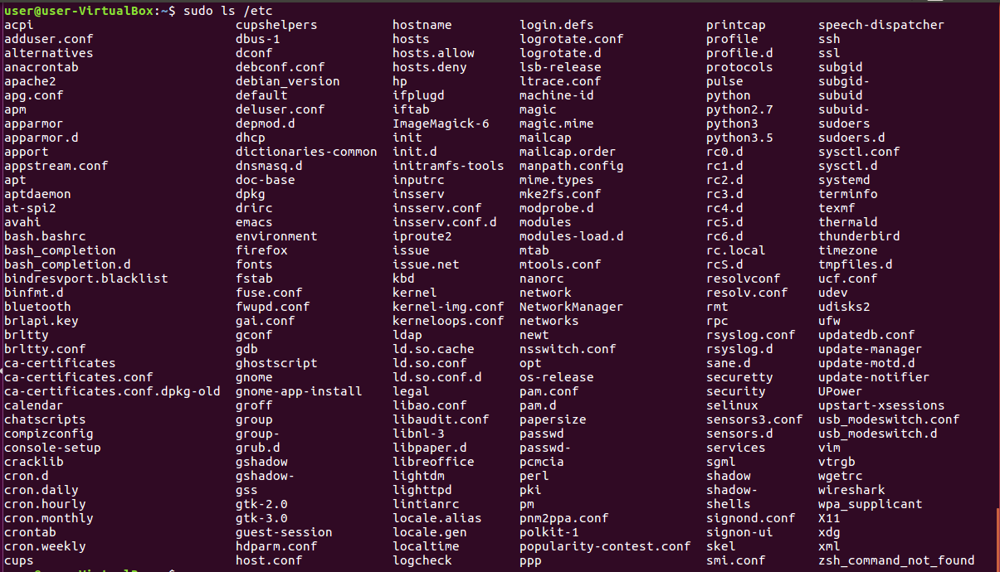 user@user-VirtualBox:~$ sudo ls /etc
acpi cupshelpers hostname login.defs printcap speech-dispatcher
adduser.conf dbus-1 hosts logrotate.conf profile ssh
alternatives dconf hosts.allow logrotate.d profile.d ssl
anacrontab debconf.conf hosts.deny lsb-release protocols subgid
apache2 debian_version hp ltrace.conf pulse subgid-
apg.conf default ifplugd machine-id python subuid
apm deluser.conf iftab magic python2.7 subuid-
apparmor depmod.d ImageMagick-6 magic.mime python3 sudoers
apparmor.d dhcp init mailcap python3.5 sudoers.d
apport dictionaries-common init.d mailcap.order rc0.d sysctl.conf
appstream.conf dnsmasq.d initramfs-tools manpath.config rc1.d sysctl.d
apt doc-base inputrc mime.types rc2.d systemd
aptdaemon dpkg insserv mke2fs.conf rc3.d terminfo
at-spi2 drirc insserv.conf modprobe.d rc4.d texmf
avahi emacs insserv.conf.d modules rc5.d thermald
bash.bashrc environment iproute2 modules-load.d rc6.d thunderbird
bash_completion firefox issue mtab rc.local timezone
bash_completion.d fonts issue.net mtools.conf rcS.d tmpfiles.d
bindresvport.blacklist fstab kbd nanorc resolvconf ucf.conf
binfmt.d fuse.conf kernel network resolv.conf udev
bluetooth fwupd.conf kernel-img.conf NetworkManager rmt udisks2
brlapi.key gai.conf kerneloops.conf networks rpc ufw
brltty gconf ldap newt rsyslog.conf updatedb.conf
brltty.conf gdb ld.so.cache nsswitch.conf rsyslog.d update-manager
ca-certificates ghostscript ld.so.conf opt sane.d update-motd.d
ca-certificates.conf gnome ld.so.conf.d os-release securetty update-notifier
ca-certificates.conf.dpkg-old gnome-app-install legal pam.conf security UPower
calendar groff libao.conf pam.d selinux upstart-xsessions
chatscripts group libaudit.conf papersize sensors3.conf usb_modeswitch.conf
compizconfig group- libnl-3 passwd sensors.d usb_modeswitch.d
console-setup grub.d libpaper.d passwd- services vim
cracklib gshadow libreoffice pcmcia sgml vtrgb
cron.d gshadow- lightdm perl shadow wgetrc
cron.daily gss lighttpd pki shadow- wireshark
cron.hourly gtk-2.0 lintianrc pm shells wpa_supplicant
cron.monthly gtk-3.0 locale.alias pnm2ppa.conf signond.conf X11
crontab guest-session locale.gen polkit-1 signon-ui xdg
cron.weekly hdparm.conf localtime popularity-contest.conf skel xml
cups host.conf logcheck ppp smi.conf zsh_command_not_found